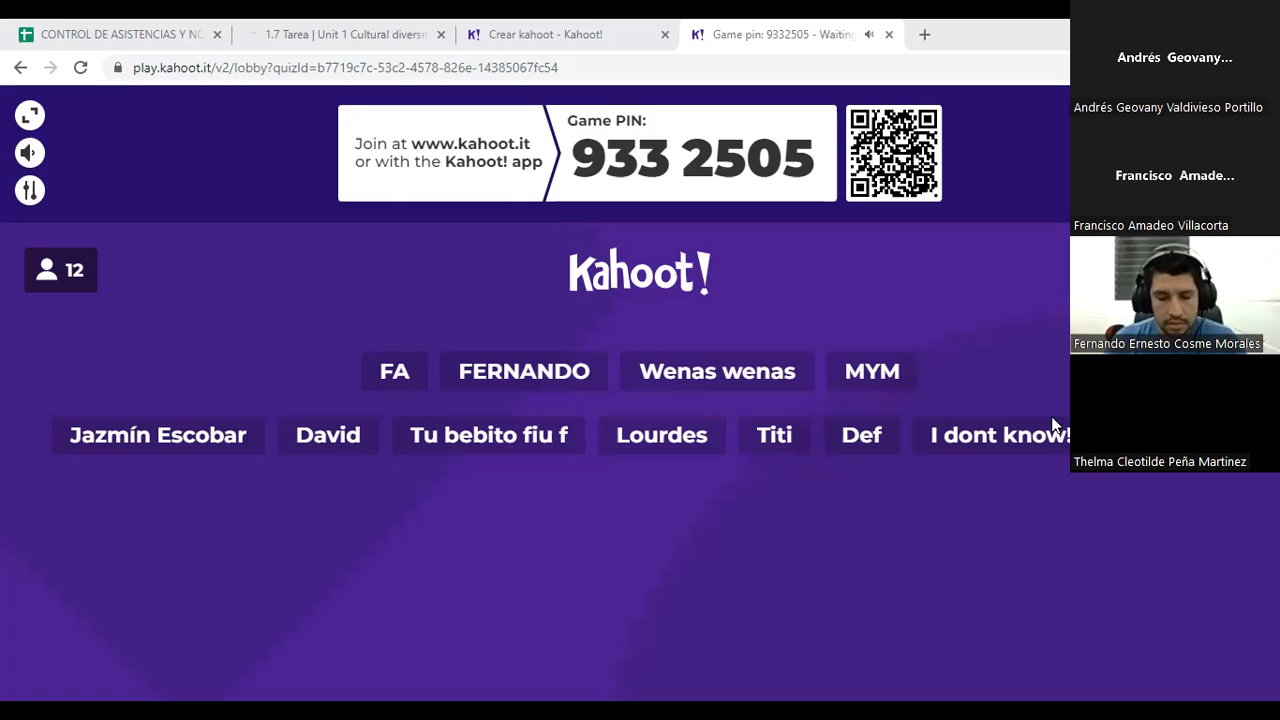 CONTROL DE ASISTENCIAS Y NO
1.7 Tarea | Unit 1 Cultural diversit
Crear kahoot - Kahoot!
Game pin: 9332505 - Waiting
play.kahoot.it/v2/lobby?quizId=b7719c7c-53c2-4578-826e-14385067fc54
Join at www.kahoot.it
or with the Kahoot! app
Game PIN:
933 2505
12
Kahoot!
FA
FERNANDO
Wenas wenas
MYM
Jazmín Escobar
David
Tu bebito fiu f
Lourdes
Titi
Def
I dont know!
Andrés Geovany...
Andrés Geovany Valdivieso Portillo
Francisco Amade...
Francisco Amadeo Villacorta
Fernando Ernesto Cosme Morales
Thelma Cleotilde Peña Martinez